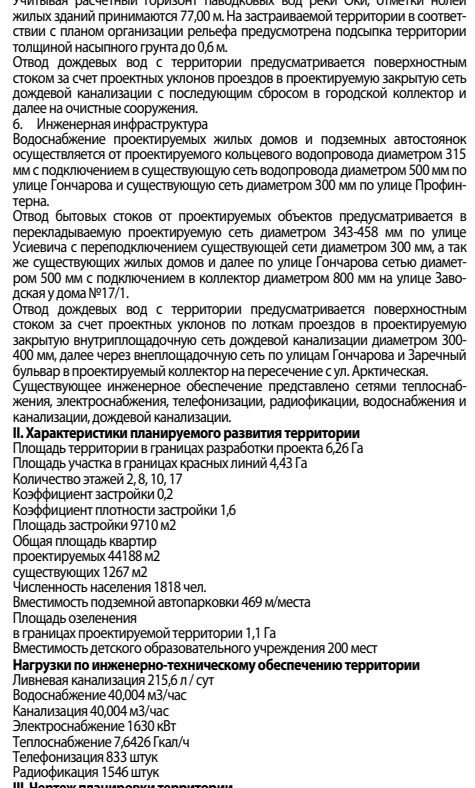 Учитывая расчетный горизонт паводковых вод реки Оки, отметки полей
жилых зданий принимаются 77,00 м. На застраиваемой территории в соответ-
ствии с планом организации рельефа предусмотрена подсыпка территории
толщиной насыпного грунта до 0,6 м.
Отвод дождевых вод с территории предусматривается поверхностным
стоком за счет проектных уклонов проездов в проектируемую закрытую сеть
дождевой канализации с последующим сбросом в городской коллектор и
далее на очистные сооружения.
6. Инженерная инфраструктура
Водоснабжение проектируемых жилых домов и подземных автостоянок
осуществляется от проектируемого кольцевого водопровода диаметром 315
мм с подключением в существующую сеть водопровода диаметром 500 мм по
улице Гончарова и существующую сеть диаметром 300 мм по улице Профин-
терна.
Отвод бытовых стоков от проектируемых объектов предусматривается в
перекладываемую проектируемую сеть диаметром 343-458 мм по улице
Усиевича с переподключением существующей сети диаметром 300 мм, а так
же существующих жилых домов и далее по улице Гончарова сетью диамет-
ром 500 мм с подключением в коллектор диаметром 800 мм на улице Заво-
дская у дома №17/1.
Отвод дождевых вод с территории предусматривается поверхностным
стоком за счет проектных уклонов по лоткам проездов в проектируемую
закрытую внутриплощадочную сеть дождевой канализации диаметром 300-
400 мм, далее через внеплощадочную сеть по улицам Гончарова и Заречный
бульвар в проектируемый коллектор на пересечение с ул. Арктическая.
Существующее инженерное обеспечение представлено сетями теплоснаб-
жения, электроснабжения, телефонизации, радиофикации, водоснабжения и
канализации, дождевой канализации.
II. Характеристики планируемого развития территории
Площадь территории в границах разработки проекта 6,26 Га
Площадь участка в границах красных линий 4,43 Га
Количество этажей 2, 8, 10, 17
Коэффициент застройки 0,2
Коэффициент плотности застройки 1,6
Площадь застройки 9710 м2
Общая площадь квартир
проектируемых 44188 м2
существующих 1267 м2
Численность населения 1818 чел.
Вместимость подземной автопарковки 469 м/места
Площадь озеленения
в границах проектируемой территории 1,1 Га
Вместимость детского образовательного учреждения 200 мест
Нагрузки по инженерно-техническому обеспечению территории
Ливневая канализация 215,6 л / сут
Водоснабжение 40,004 м3/час
Канализация 40,004 м3/час
Электроснабжение 1630 кВт
Теплоснабжение 7,6426 Гкал/ч
Телефонизация 833 штук
Радиофикация 1546 штук
III. Чертеж планировки территории